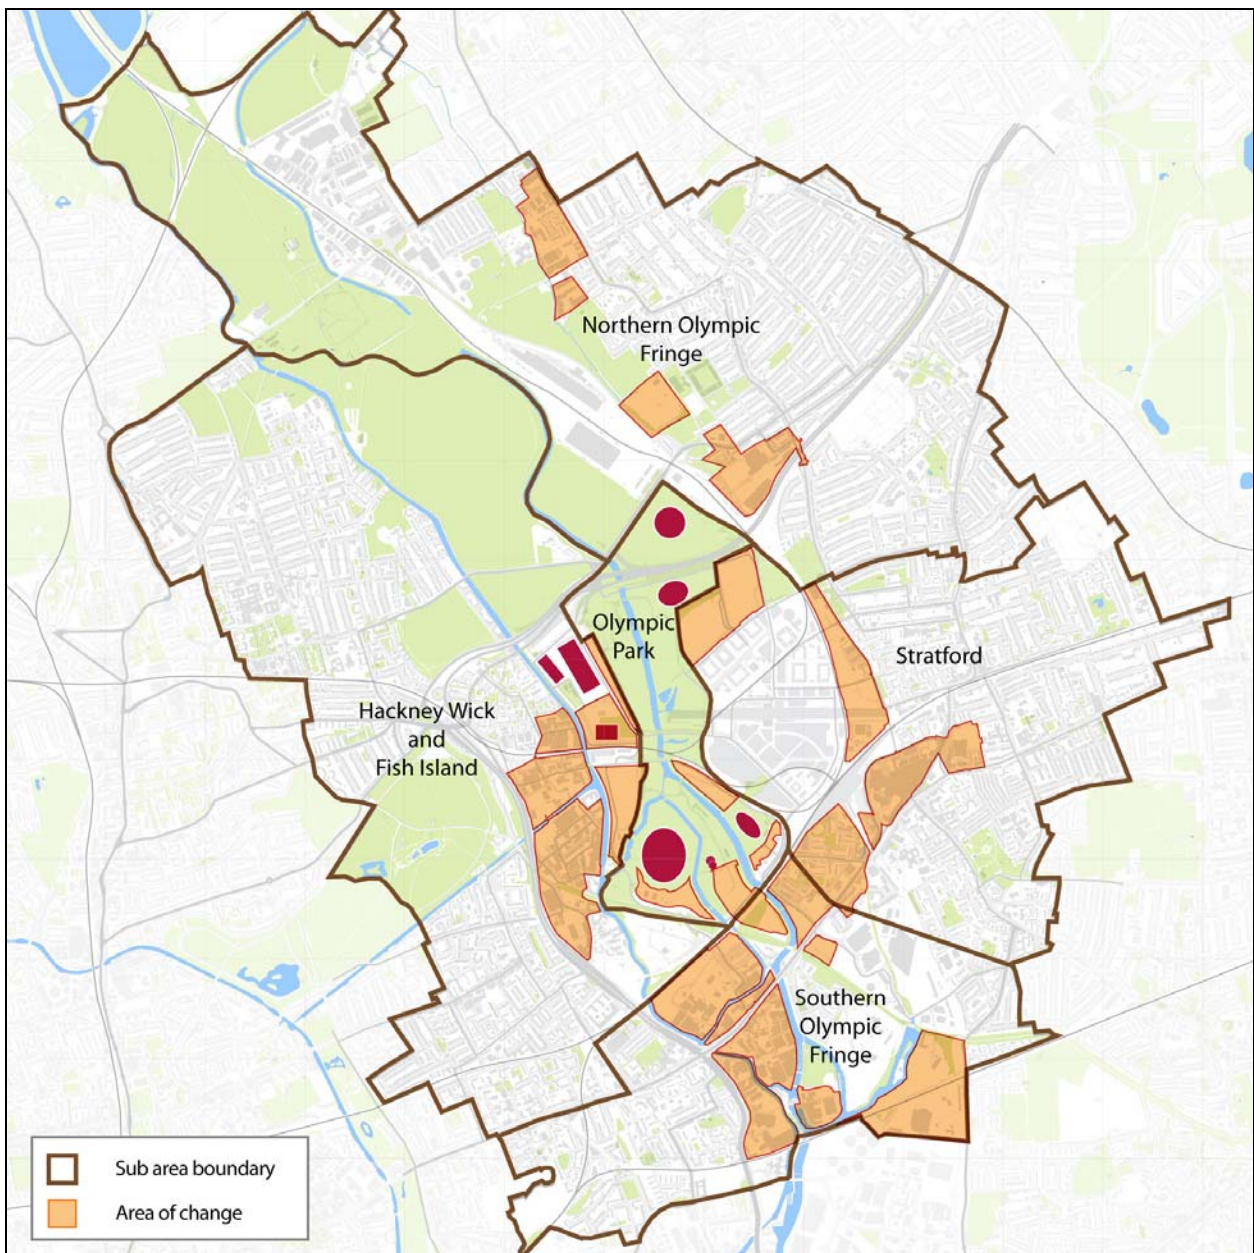 Northern Olympic
Fringe
Olympic
Park
Stratford
Hackney Wick
and
Fish Island
Southern
Olympic
Fringe
Sub area boundary
Area of change